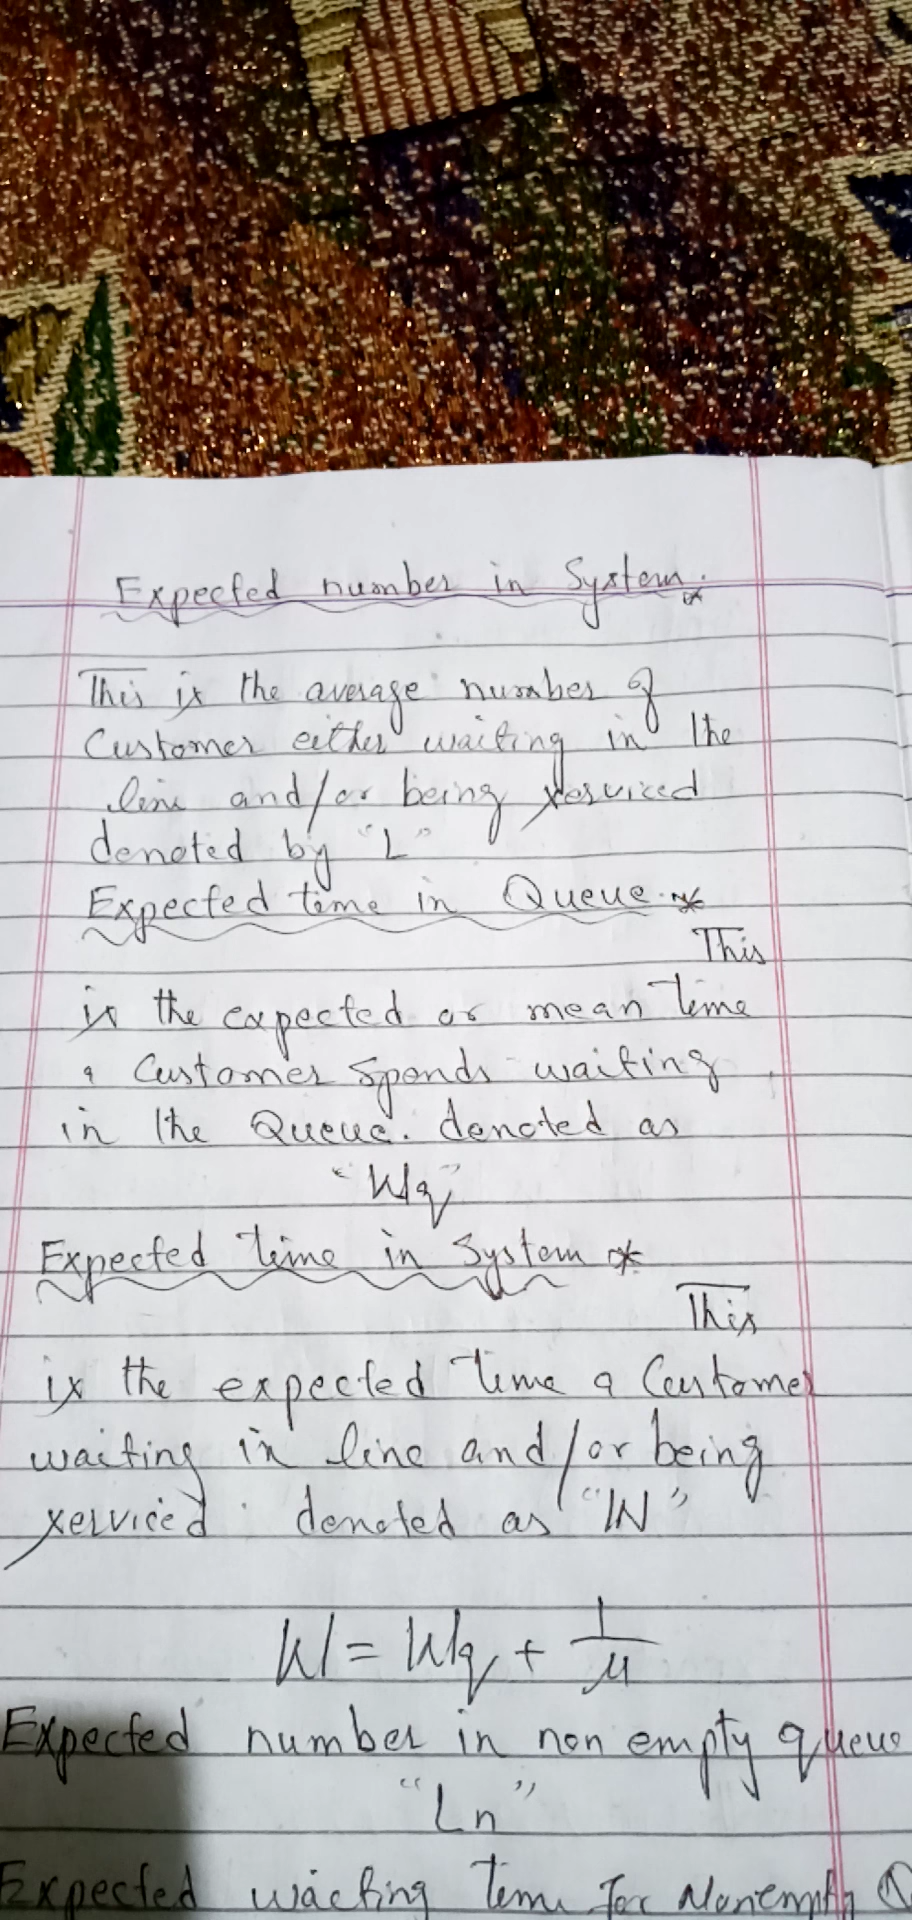 Expected number in System.
This is the average number of
Customer either waiting in the
line and/or being serviced
denoted by "L"
Expected time in Queue.*
This
is the expected or mean time
a Customer Spends waiting
in the Queue. denoted as
"Wq"
Expected time in System *
This
is the expected time a Customer
waiting in line and/or being
serviced. denoted as "W"
W = Wq + 1/μ
Expected number in non empty queue
"Ln"
Expected waiting time for Nonempty Q